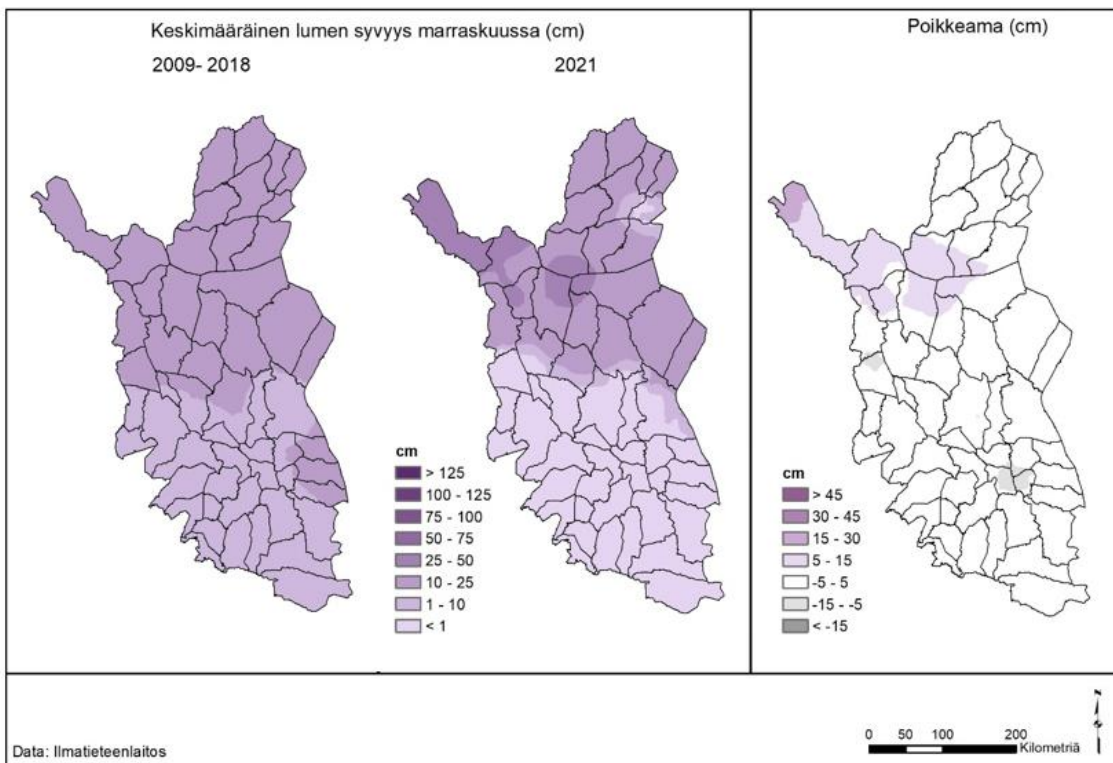 Keskimääräinen lumen syvyys marraskuussa (cm)
2009- 2018
2021
Poikkeama (cm)
cm
> 125
100 - 125
75 - 100
50 - 75
25 - 50
10 - 25
1 - 10
< 1
cm
> 45
30 - 45
15 - 30
5 - 15
-5 - 5
-15 - -5
< -15
Data: Ilmatieteenlaitos
N
0 50 100 200
Kilometriä